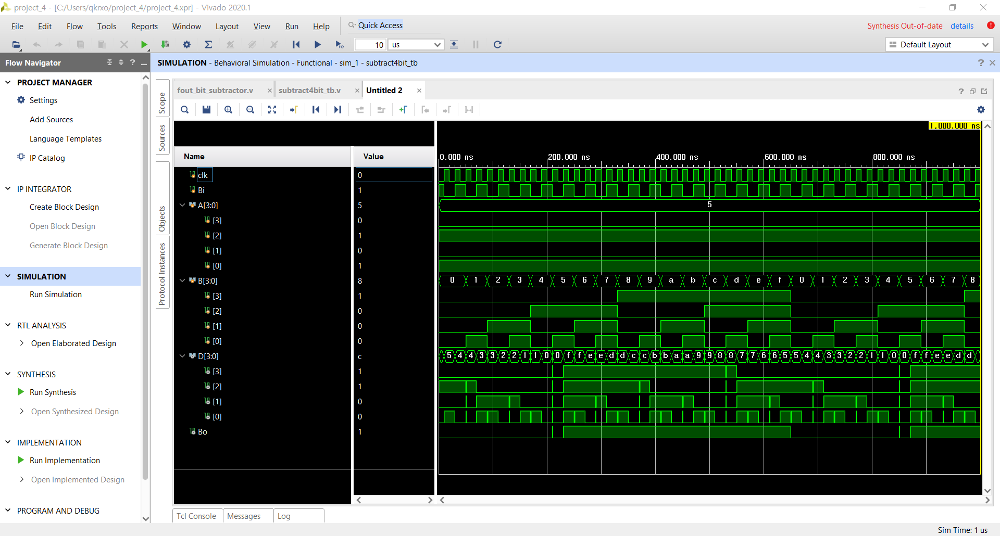 project_4 - [C:/Users/qkrxo/project_4/project_4.xpr] - Vivado 2020.1
File Edit Flow Tools Reports Window Layout View Run Help Quick Access
Synthesis Out-of-date details
10 us
Default Layout
Flow Navigator
SIMULATION - Behavioral Simulation - Functional - sim_1 - subtract4bit_tb
PROJECT MANAGER
Settings
Add Sources
Language Templates
IP Catalog
IP INTEGRATOR
Create Block Design
Open Block Design
Generate Block Design
SIMULATION
Run Simulation
RTL ANALYSIS
Open Elaborated Design
SYNTHESIS
Run Synthesis
Open Synthesized Design
IMPLEMENTATION
Run Implementation
Open Implemented Design
PROGRAM AND DEBUG
Scope
Sources
Objects
Protocol Instances
fout_bit_subtractor.v subtract4bit_tb.v Untitled 2
1,000.000 ns
Name Value
0.000 ns 200.000 ns 400.000 ns 600.000 ns 800.000 ns
clk 0
Bi 1
A[3:0] 5 5
[3] 0
[2] 1
[1] 0
[0] 1
B[3:0] 8 0 1 2 3 4 5 6 7 8 9 a b c d e f 0 1 2 3 4 5 6 7 8
[3] 1
[2] 0
[1] 0
[0] 0
D[3:0] c 5 4 4 3 3 2 2 1 1 0 0 f f e e d d c c b b a a 9 9 8 8 7 7 6 6 5 5 4 4 3 3 2 2 1 1 0 0 f f e e d d
[3] 1
[2] 1
[1] 0
[0] 0
Bo 1
Tcl Console Messages Log
Sim Time: 1 us